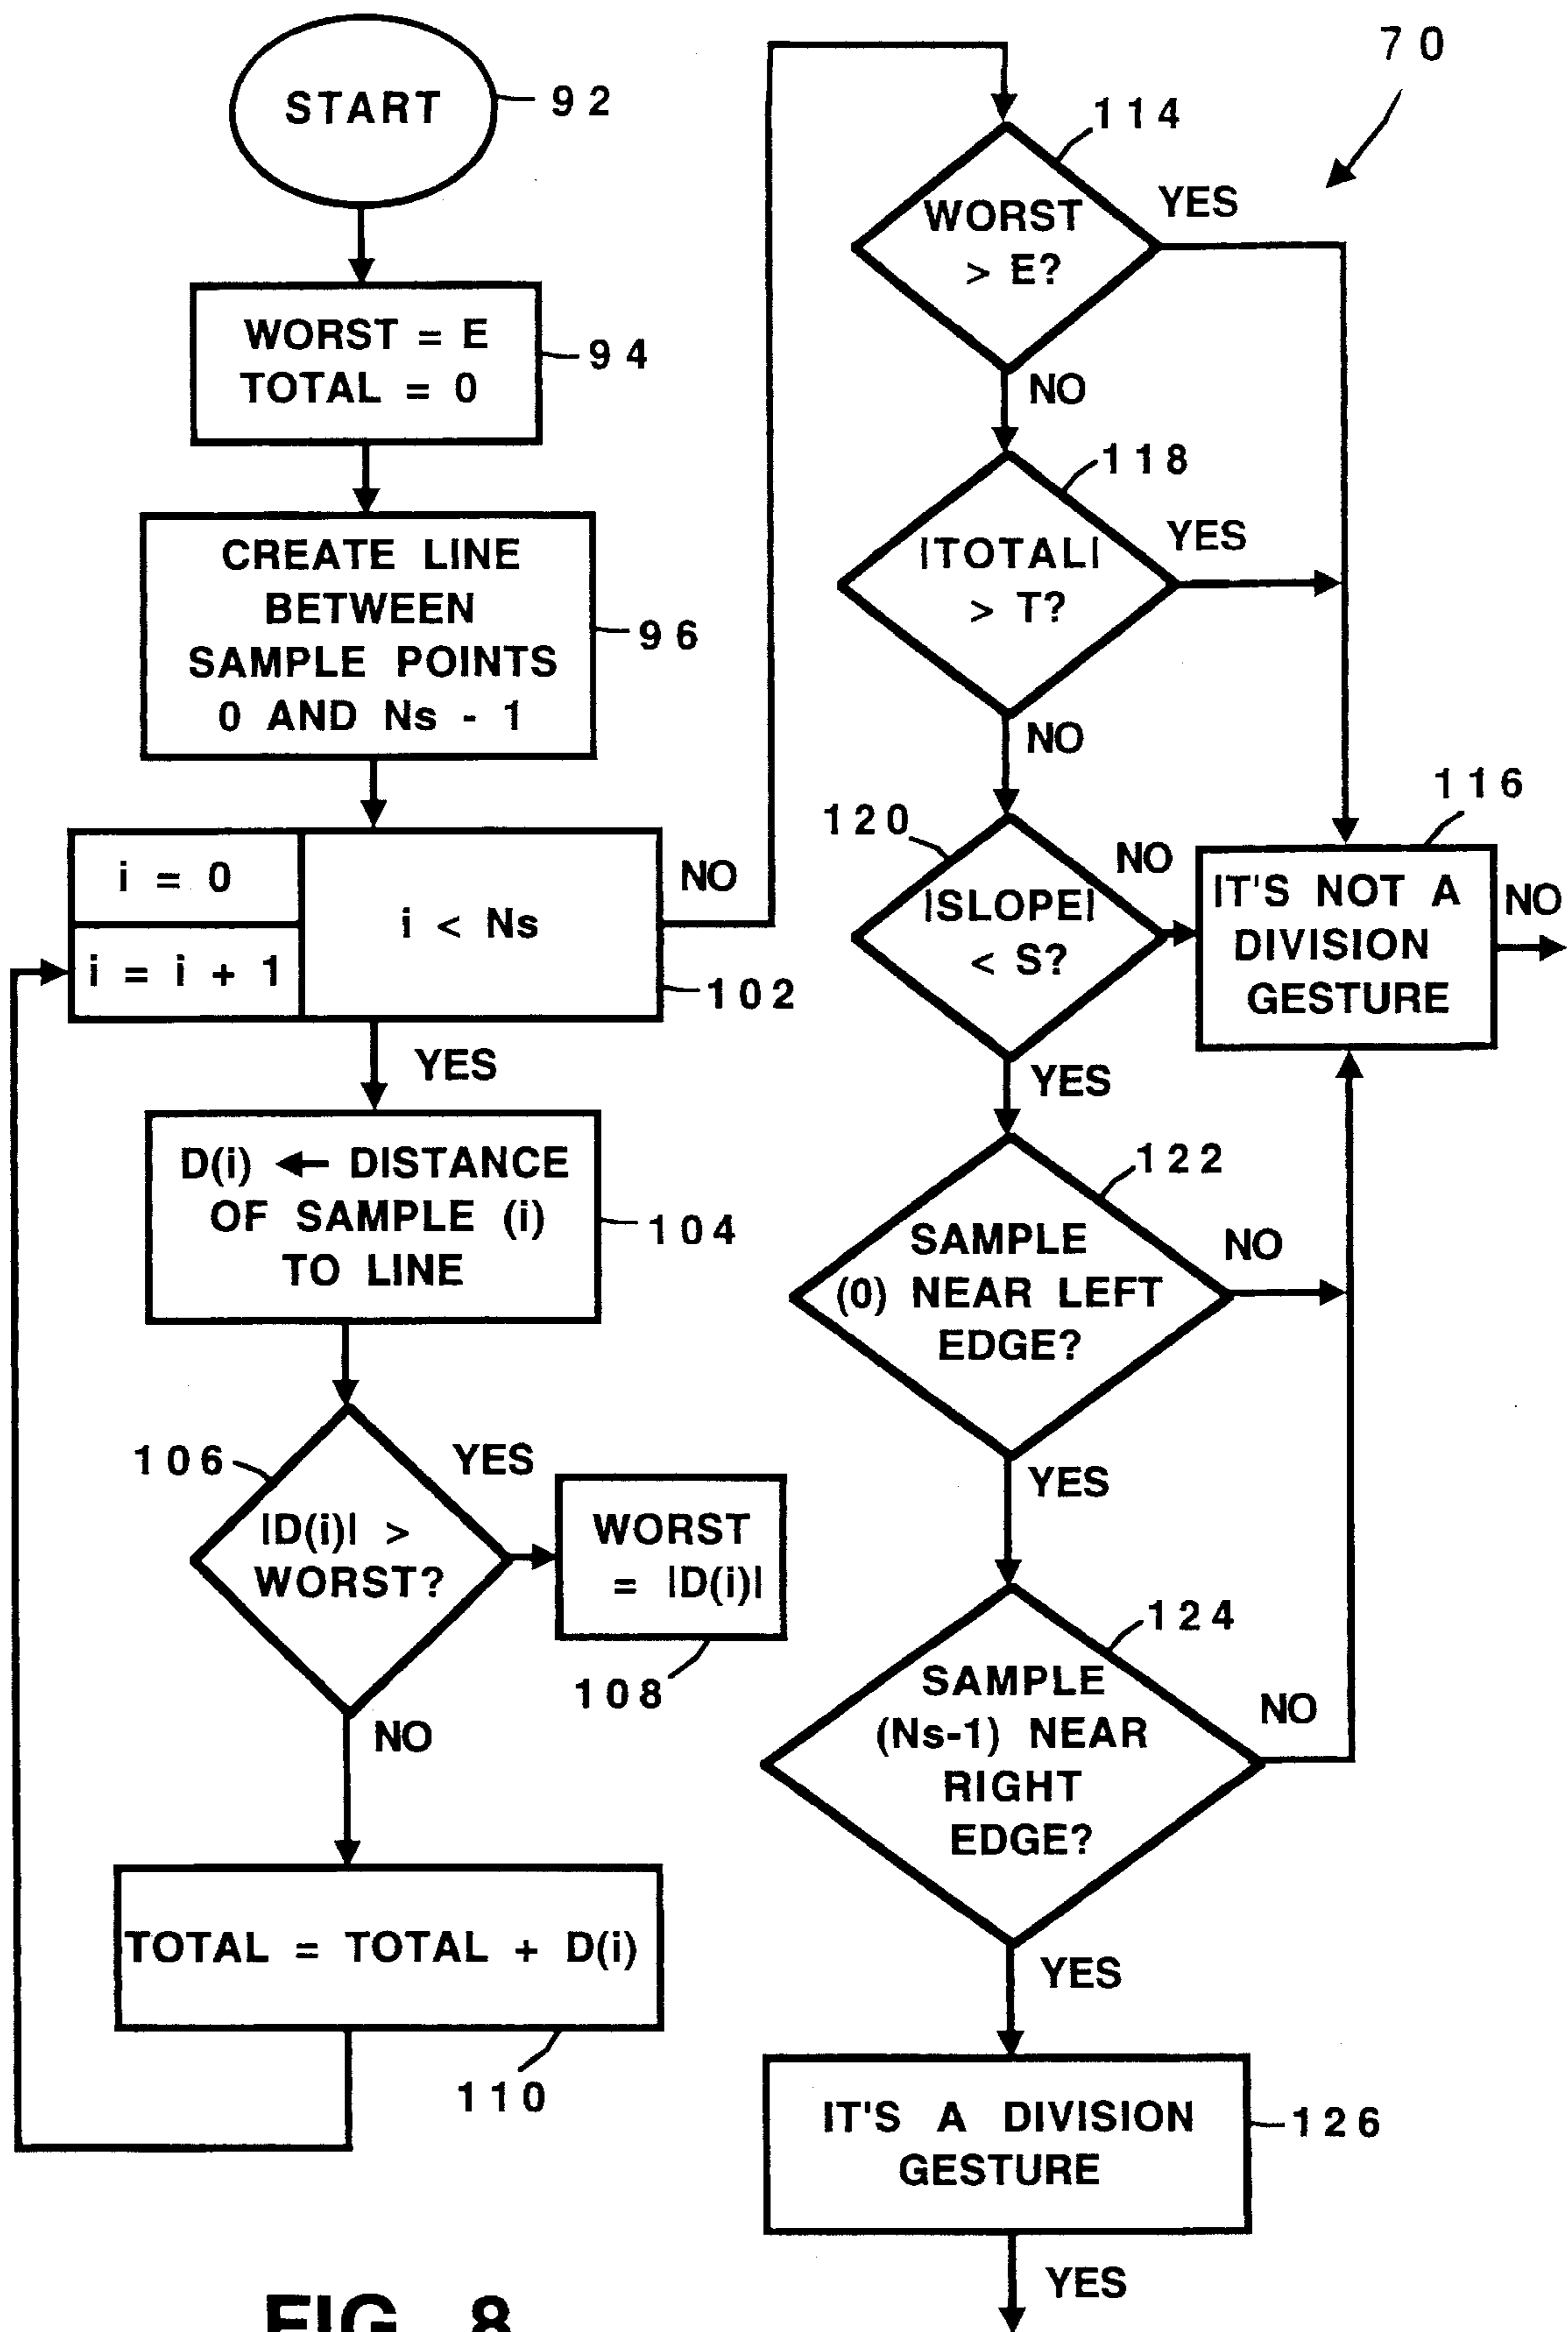 START
92
WORST = E
TOTAL = 0
94
CREATE LINE
BETWEEN
SAMPLE POINTS
0 AND Ns - 1
96
i = 0
i = i + 1
i < Ns
NO
102
YES
D(i) ← DISTANCE
OF SAMPLE (i)
TO LINE
104
106
|D(i)| >
WORST?
YES
WORST
= |D(i)|
108
NO
TOTAL = TOTAL + D(i)
110
FIG. 8
70
114
WORST
> E?
YES
NO
118
|TOTAL|
> T?
YES
NO
120
|SLOPE|
< S?
NO
116
IT'S NOT A
DIVISION
GESTURE
NO
YES
122
SAMPLE
(0) NEAR LEFT
EDGE?
NO
YES
124
SAMPLE
(Ns-1) NEAR
RIGHT
EDGE?
NO
YES
IT'S A DIVISION
GESTURE
126
YES